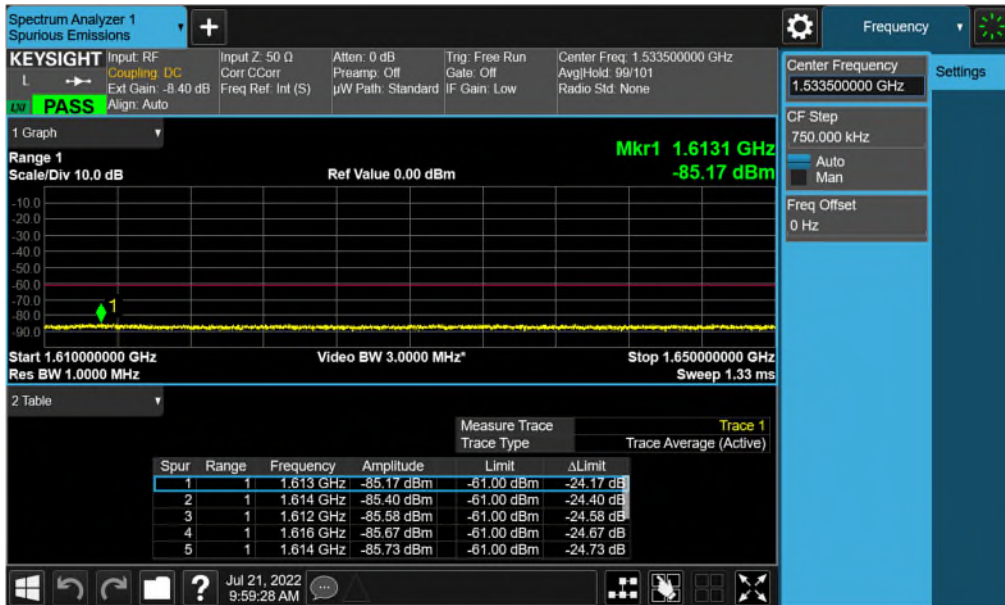 Spectrum Analyzer 1
Spurious Emissions
Frequency
KEYSIGHT Input: RF Input Z: 50 Ω Atten: 0 dB Trig: Free Run Center Freq: 1.533500000 GHz
L Coupling: DC Corr CCorr Preamp: Off Gate: Off Avg|Hold: 99/101
Ext Gain: -8.40 dB Freq Ref: Int (S) µW Path: Standard IF Gain: Low Radio Std: None
LXI PASS Align: Auto
Center Frequency
1.533500000 GHz
Settings
CF Step
750.000 kHz
Auto
Man
Freq Offset
0 Hz
1 Graph
Range 1
Scale/Div 10.0 dB Ref Value 0.00 dBm
Mkr1 1.6131 GHz
-85.17 dBm
-10.0
-20.0
-30.0
-40.0
-50.0
-60.0
-70.0
-80.0
-90.0
1
Start 1.610000000 GHz Video BW 3.0000 MHz* Stop 1.650000000 GHz
Res BW 1.0000 MHz Sweep 1.33 ms
2 Table
Measure Trace Trace 1
Trace Type Trace Average (Active)
Spur Range Frequency Amplitude Limit ΔLimit
1 1 1.613 GHz -85.17 dBm -61.00 dBm -24.17 dB
2 1 1.614 GHz -85.40 dBm -61.00 dBm -24.40 dB
3 1 1.612 GHz -85.58 dBm -61.00 dBm -24.58 dB
4 1 1.616 GHz -85.67 dBm -61.00 dBm -24.67 dB
5 1 1.614 GHz -85.73 dBm -61.00 dBm -24.73 dB
? Jul 21, 2022
9:59:28 AM